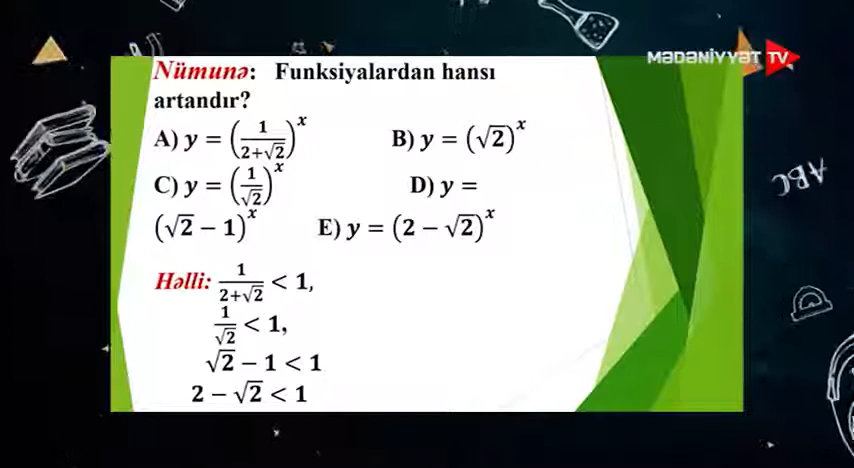 MƏDƏNİYYƏT TV
Nümunə: Funksiyalardan hansı
artandır?
A) y = (1/(2+√2))^x B) y = (√2)^x
C) y = (1/√2)^x D) y =
(√2 − 1)^x E) y = (2 − √2)^x
Həlli: 1/(2+√2) < 1,
1/√2 < 1,
√2 − 1 < 1
2 − √2 < 1
ABC